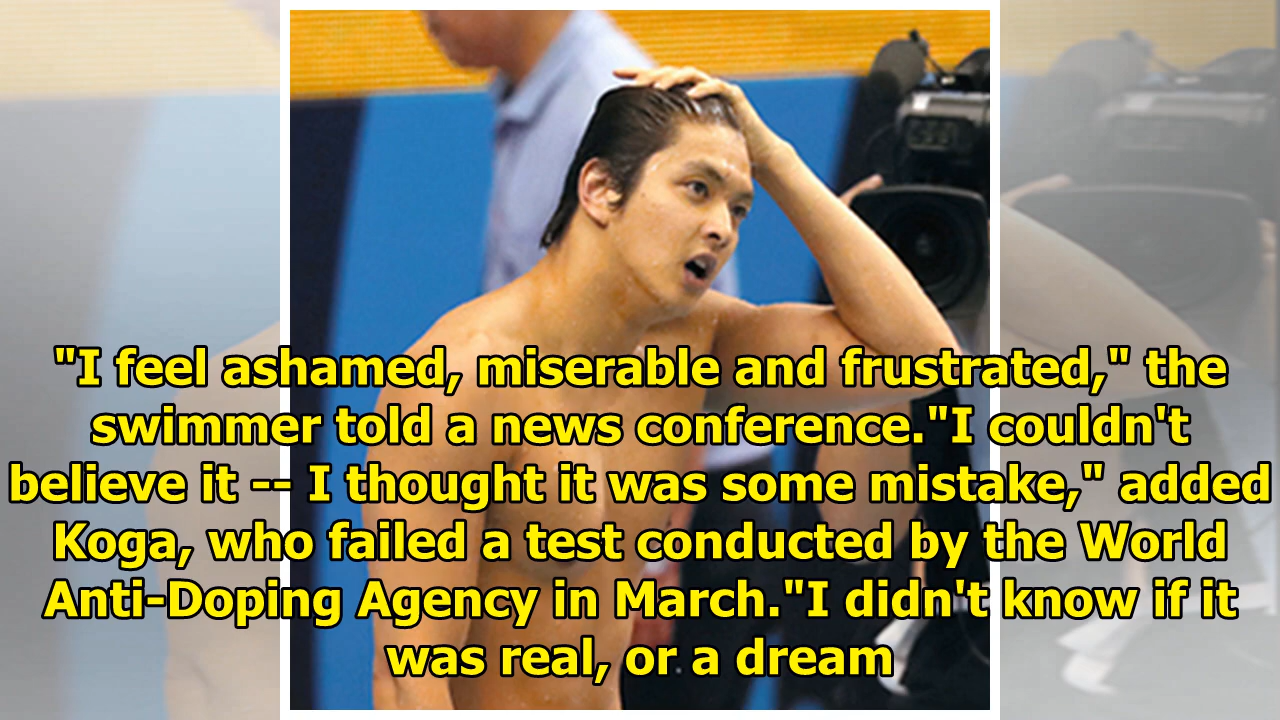 "I feel ashamed, miserable and frustrated," the
swimmer told a news conference."I couldn't
believe it -- I thought it was some mistake," added
Koga, who failed a test conducted by the World
Anti-Doping Agency in March."I didn't know if it
was real, or a dream